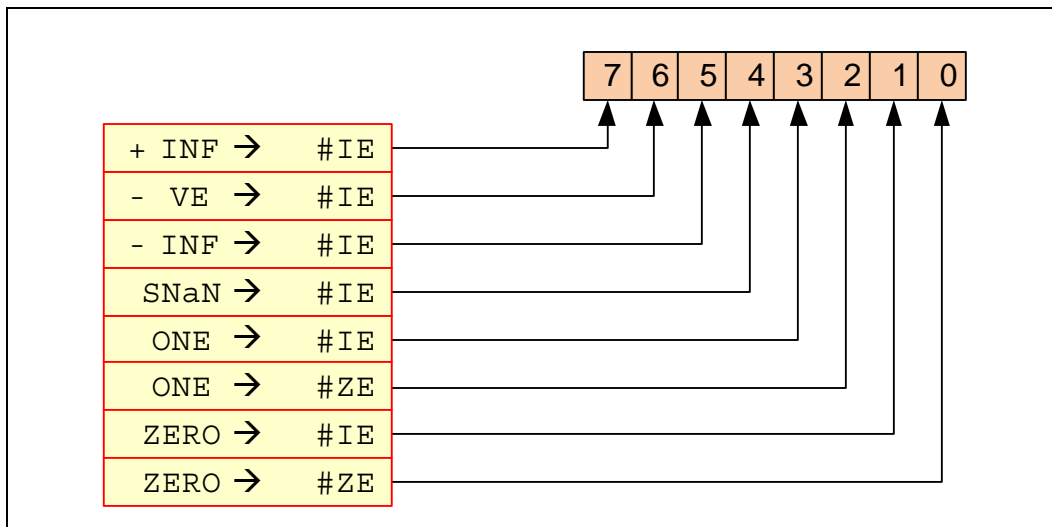 7 6 5 4 3 2 1 0
+ INF → #IE
- VE → #IE
- INF → #IE
SNaN → #IE
ONE → #IE
ONE → #ZE
ZERO → #IE
ZERO → #ZE